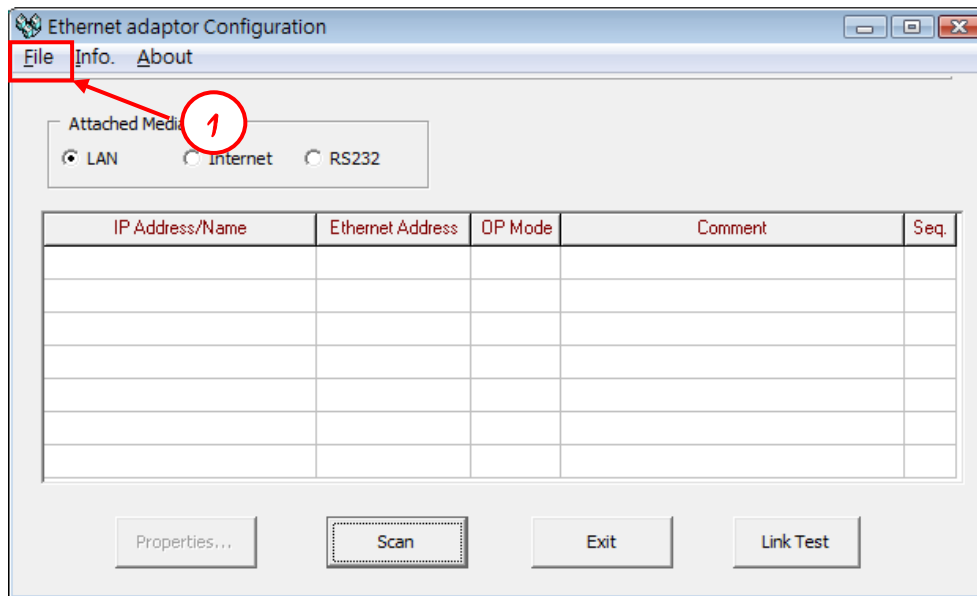 Ethernet adaptor Configuration
File Info. About
1
Attached Media
LAN Internet RS232
IP Address/Name Ethernet Address OP Mode Comment Seq.
Properties... Scan Exit Link Test